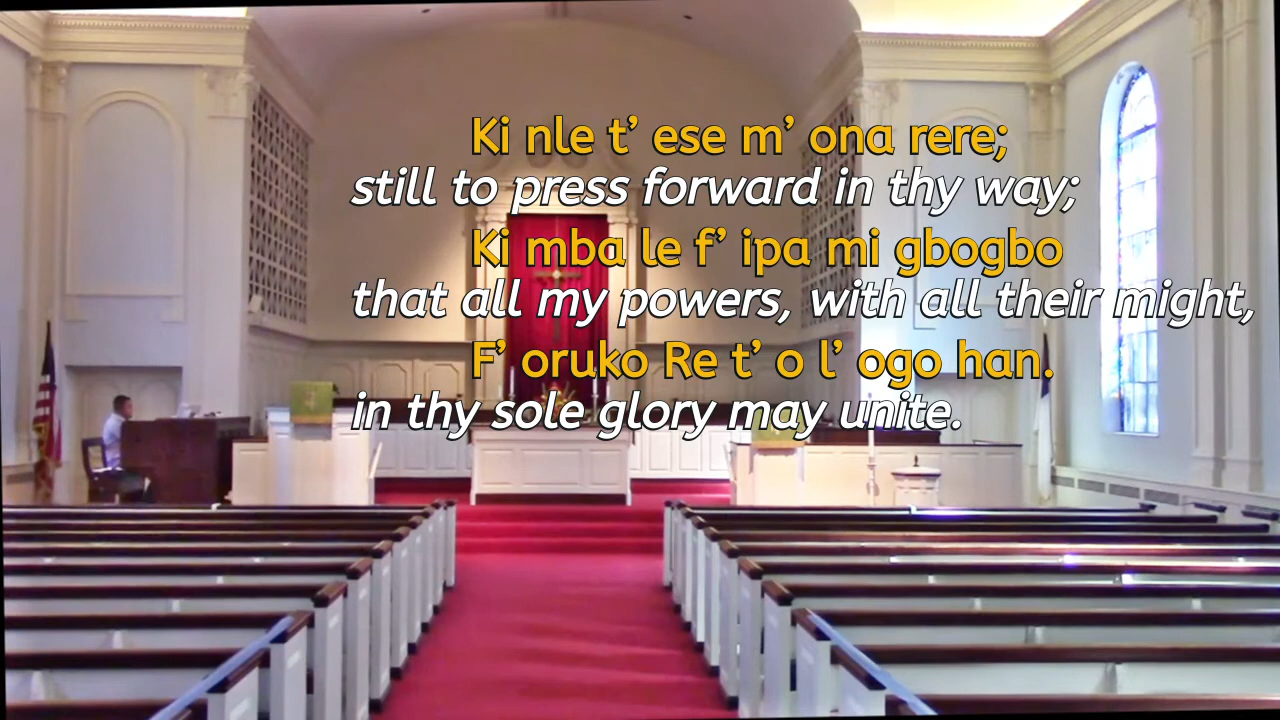 Ki nle t’ ese m’ ona rere;
still to press forward in thy way;
Ki mba le f’ ipa mi gbogbo
that all my powers, with all their might,
F’ oruko Re t’ o l’ ogo han.
in thy sole glory may unite.